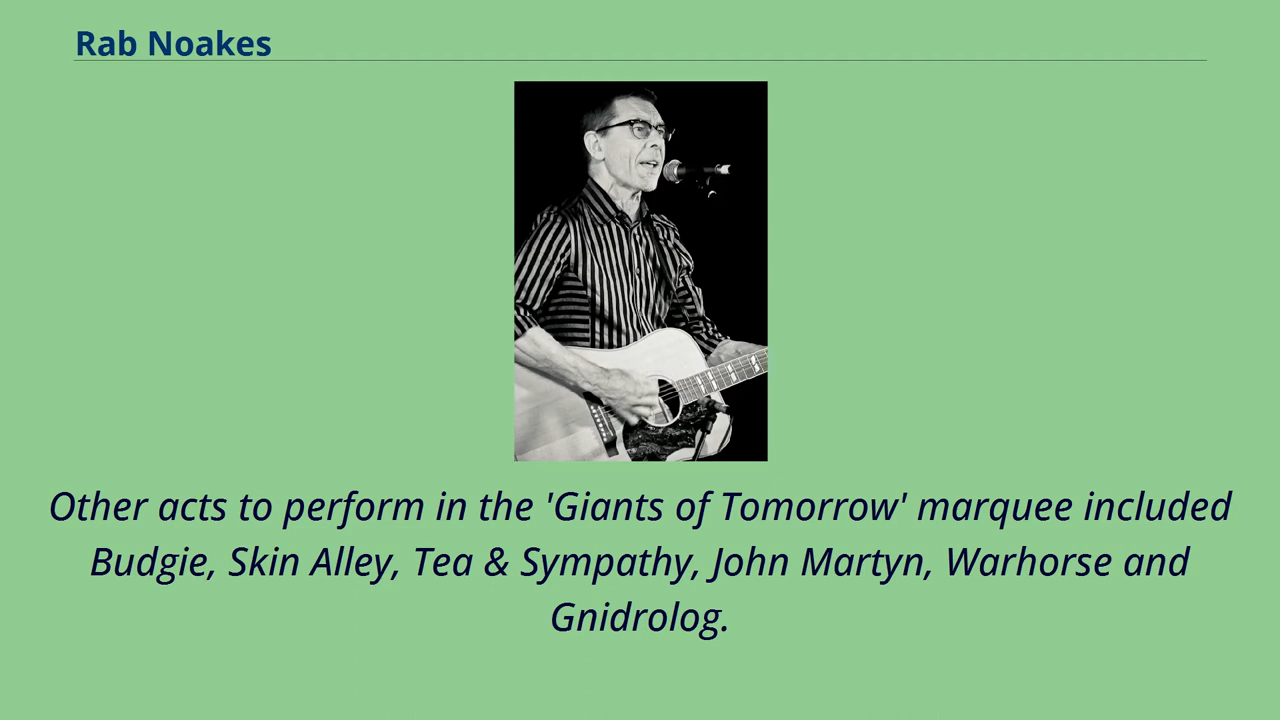 Rab Noakes
Other acts to perform in the 'Giants of Tomorrow' marquee included
Budgie, Skin Alley, Tea & Sympathy, John Martyn, Warhorse and
Gnidrolog.